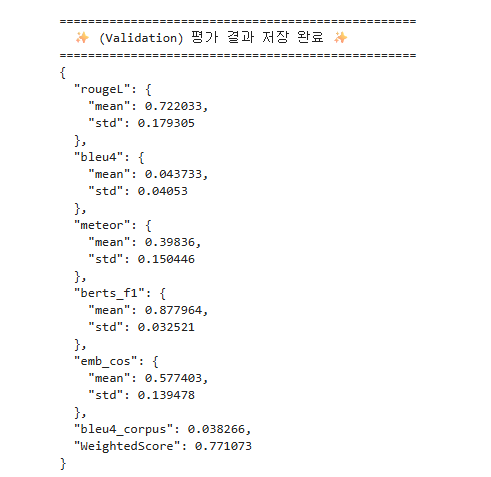 ==================================================
✨ (Validation) 평가 결과 저장 완료 ✨
==================================================
{
  "rougeL": {
    "mean": 0.722033,
    "std": 0.179305
  },
  "bleu4": {
    "mean": 0.043733,
    "std": 0.04053
  },
  "meteor": {
    "mean": 0.39836,
    "std": 0.150446
  },
  "berts_f1": {
    "mean": 0.877964,
    "std": 0.032521
  },
  "emb_cos": {
    "mean": 0.577403,
    "std": 0.139478
  },
  "bleu4_corpus": 0.038266,
  "WeightedScore": 0.771073
}